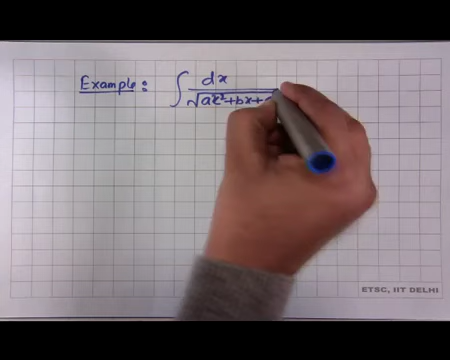 Example : ∫ dx / √ax²+bx+
ETSC, IIT DELHI